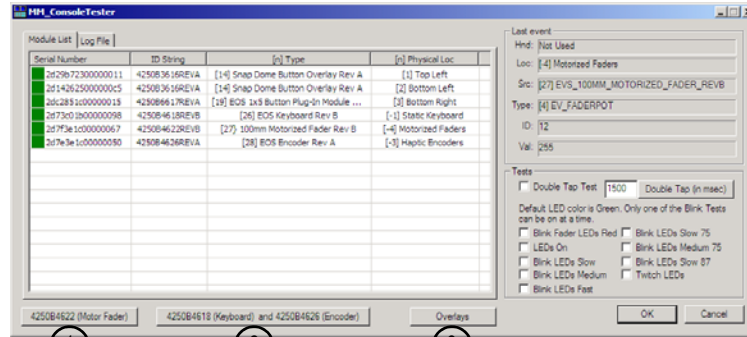 MM_ConsoleTester
Module List Log File
Serial Number ID String [n] Type [n] Physical Loc
2d29b72300000011 4250B3616REVA [14] Snap Dome Button Overlay Rev A [1] Top Left
2d142625000000c5 4250B3616REVA [14] Snap Dome Button Overlay Rev A [2] Bottom Left
2dc2851c00000015 4250B6617REVA [19] EOS 1x5 Button Plug-In Module ... [3] Bottom Right
2d73c01b00000098 4250B4618REVB [26] EOS Keyboard Rev B [-1] Static Keyboard
2d7f3e1c00000067 4250B4622REVB [27] 100mm Motorized Fader Rev B [-4] Motorized Faders
2d7e3e1c00000050 4250B4626REVA [28] EOS Encoder Rev A [-3] Haptic Encoders
4250B4622 (Motor Fader) 4250B4618 (Keyboard) and 4250B4626 (Encoder) Overlays
Last event
Hnd: Not Used
Loc: [-4] Motorized Faders
Src: [27] EVS_100MM_MOTORIZED_FADER_REVB
Type: [4] EV_FADERPOT
ID: 12
Val: 255
Tests
Double Tap Test 1500 Double Tap (in msec)
Default LED color is Green. Only one of the Blink Tests
can be on at a time.
Blink Fader LEDs Red Blink LEDs Slow 75
LEDs On Blink LEDs Medium 75
Blink LEDs Slow Blink LEDs Slow 87
Blink LEDs Medium Twitch LEDs
Blink LEDs Fast
OK Cancel